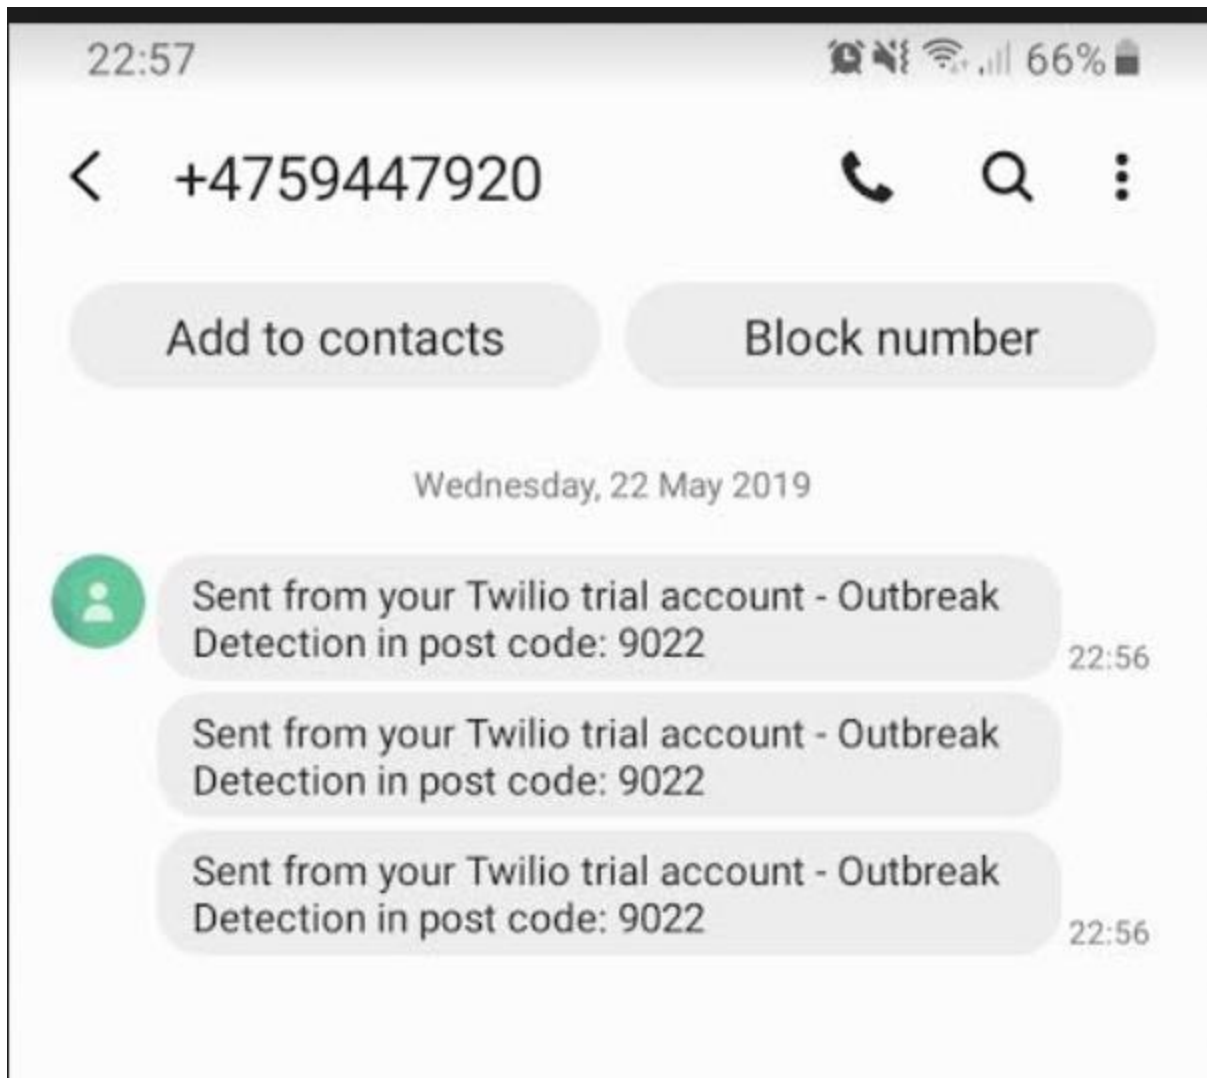 22:57
66%
+4759447920
Add to contacts
Block number
Wednesday, 22 May 2019
Sent from your Twilio trial account - Outbreak
Detection in post code: 9022
22:56
Sent from your Twilio trial account - Outbreak
Detection in post code: 9022
Sent from your Twilio trial account - Outbreak
Detection in post code: 9022
22:56